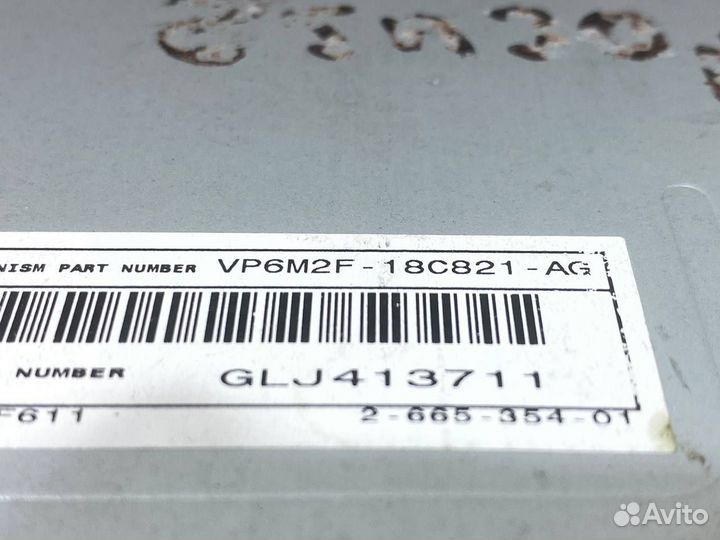 NISM PART NUMBER VP6M2F-18C821-AG
NUMBER GLJ413711
F611 2-665-354-01
Avito